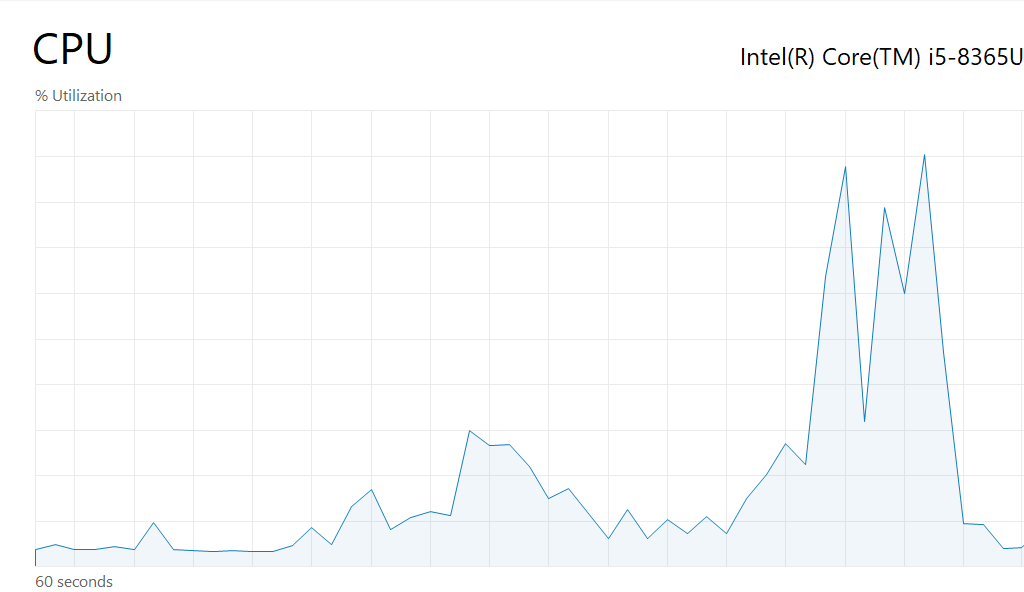 CPU
Intel(R) Core(TM) i5-8365U
% Utilization
60 seconds